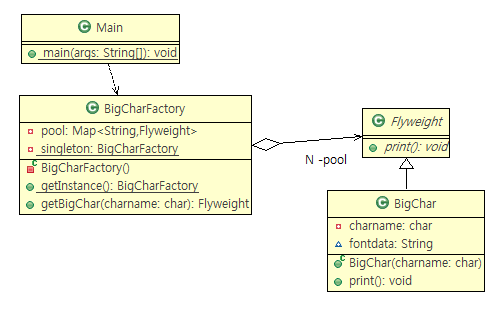 Main
main(args: String[]): void
BigCharFactory
pool: Map<String,Flyweight>
singleton: BigCharFactory
BigCharFactory()
getInstance(): BigCharFactory
getBigChar(charname: char): Flyweight
N -pool
Flyweight
print(): void
BigChar
charname: char
fontdata: String
BigChar(charname: char)
print(): void